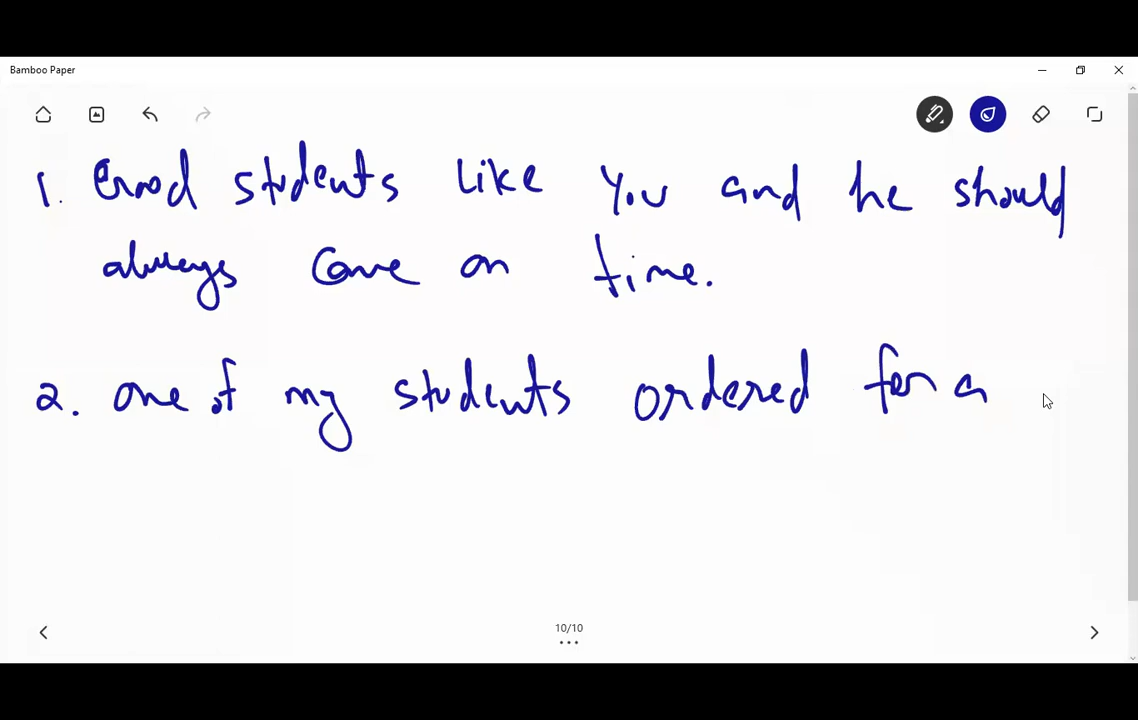 Bamboo Paper
1. Good students like you and he should
always come on time.
2. one of my students ordered for a
10/10